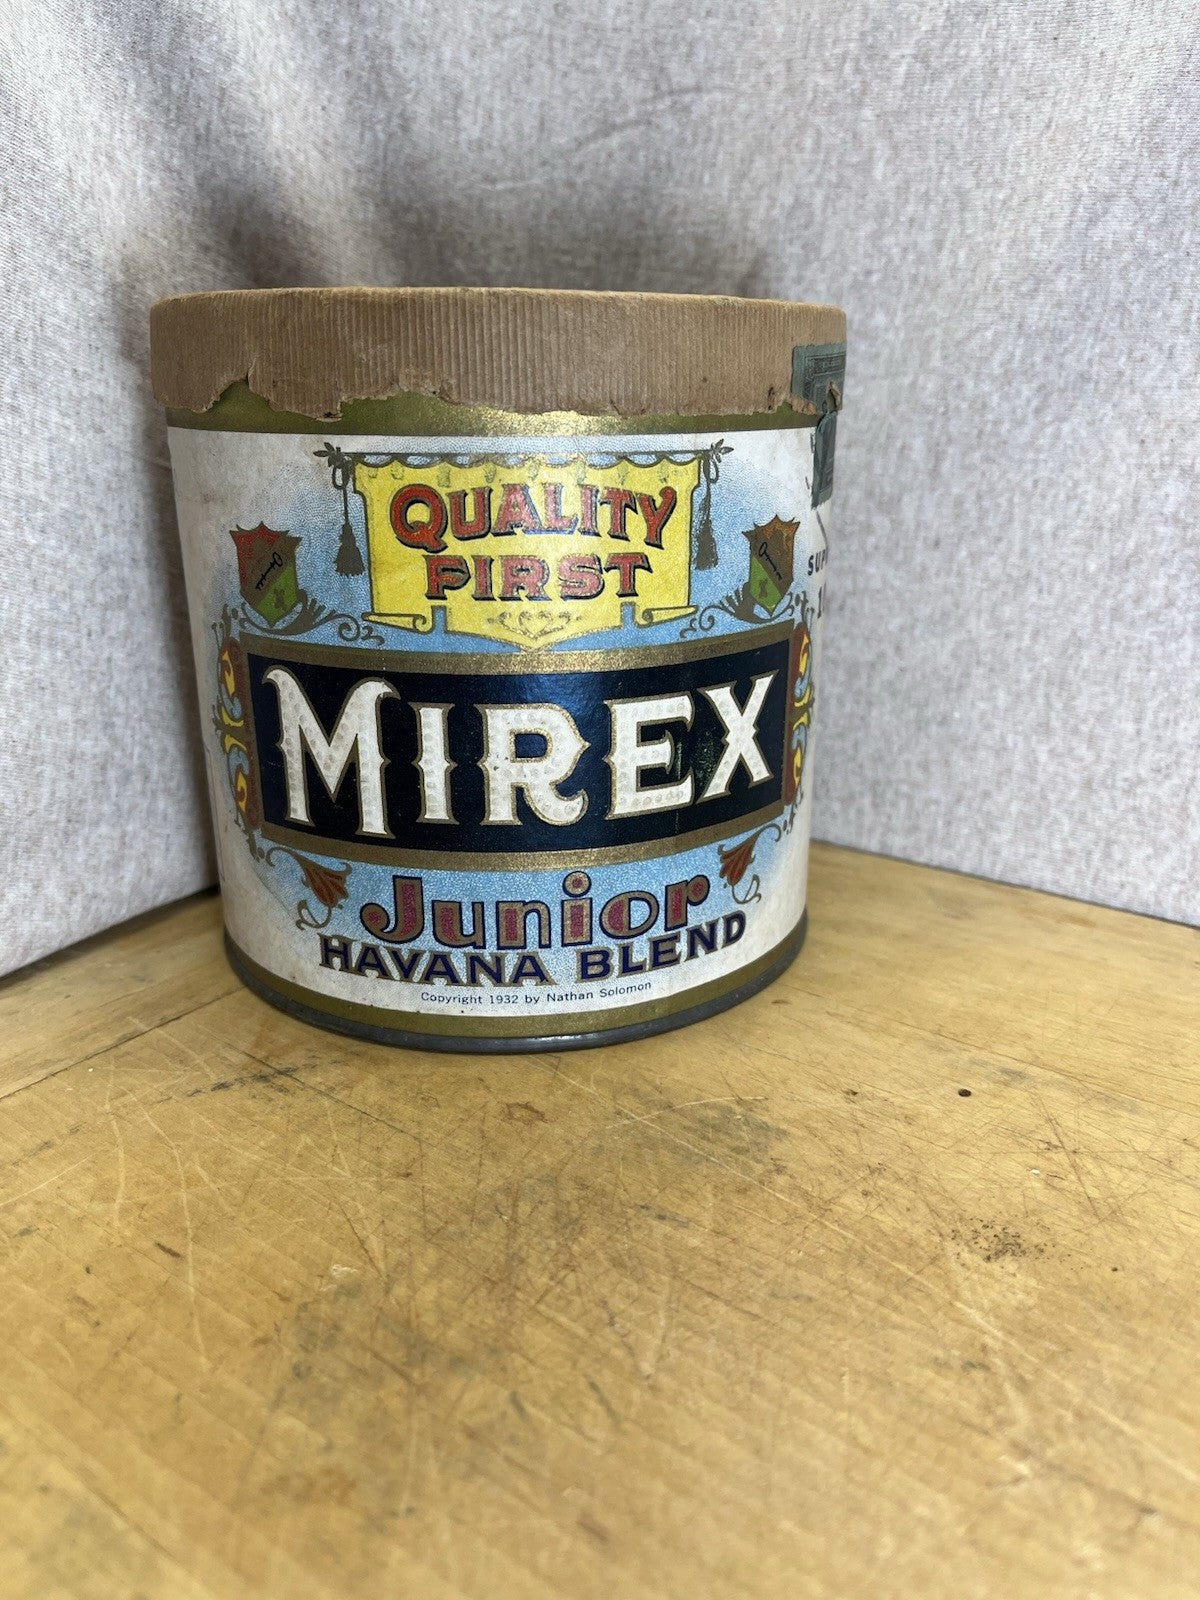 QUALITY
FIRST
MIREX
Junior
HAVANA BLEND
Copyright 1932 by Nathan Solomon